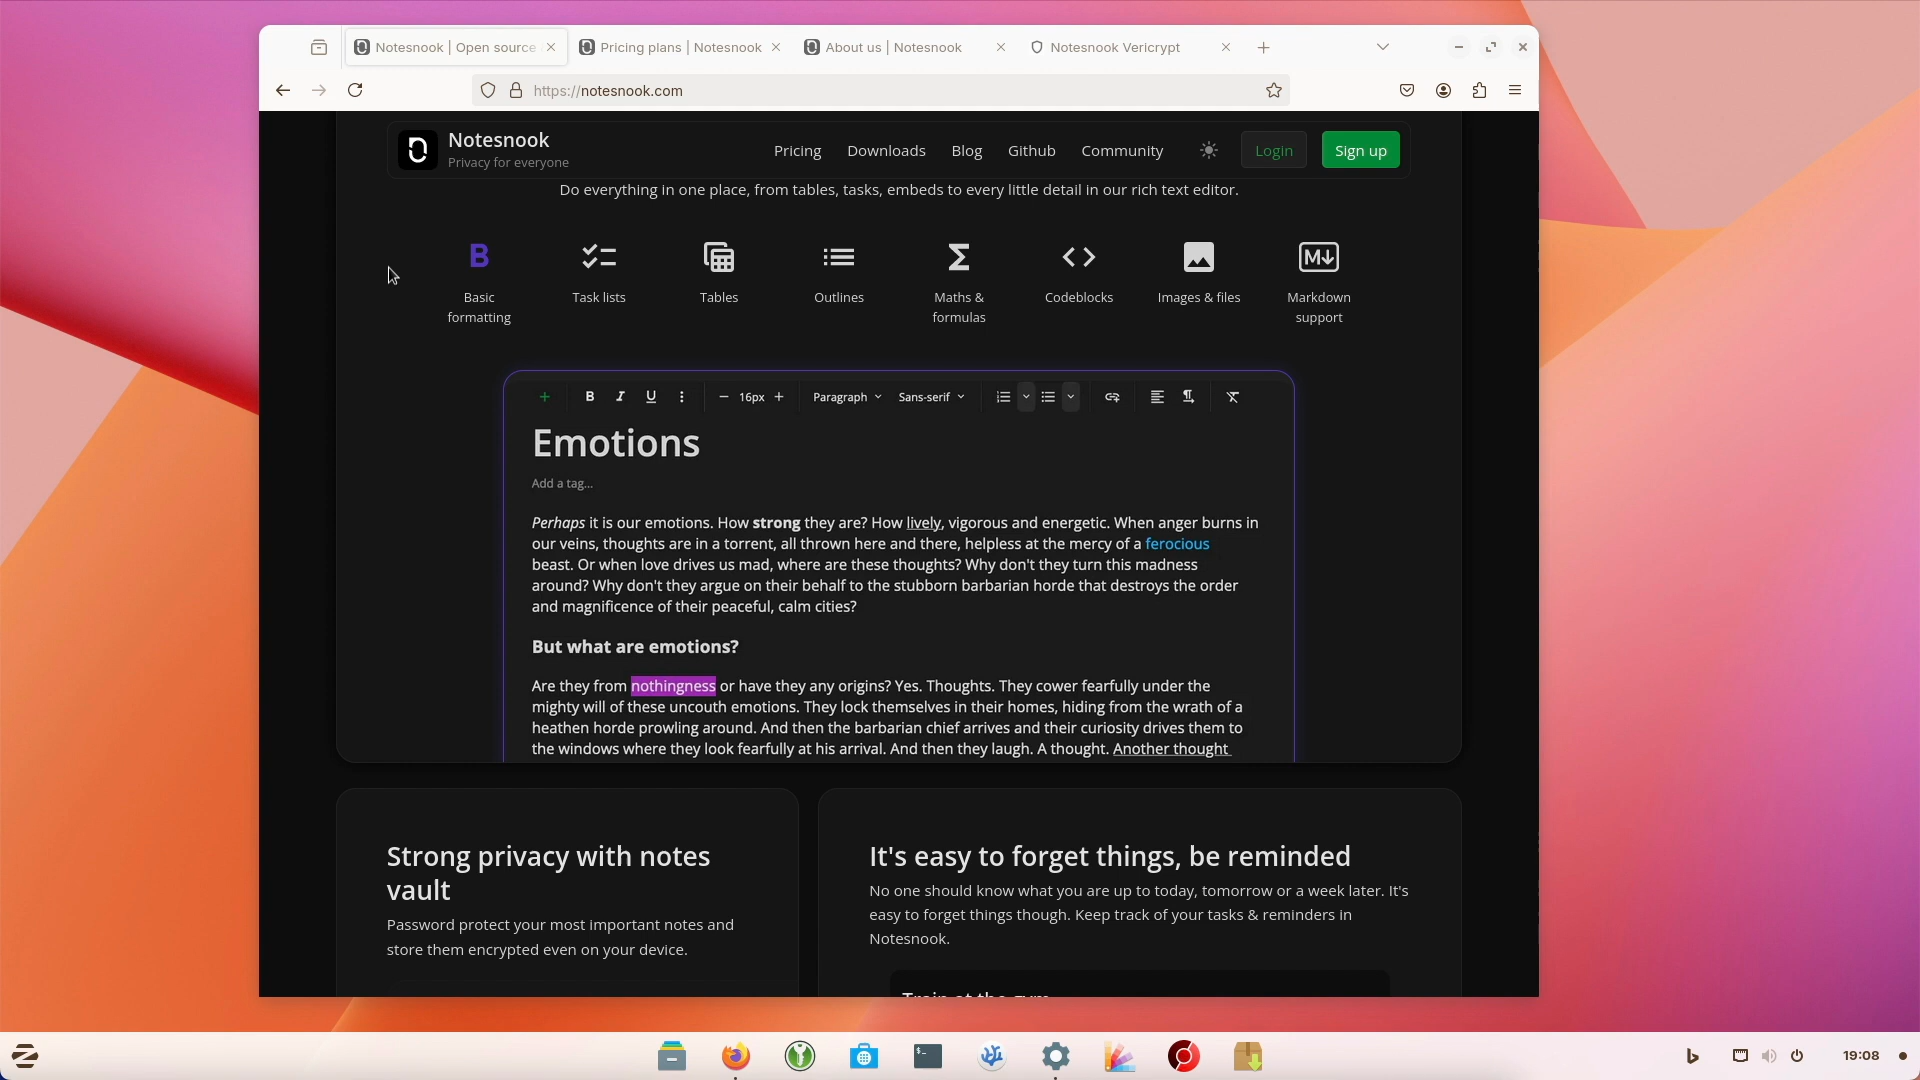 Notesnook | Open source
Pricing plans | Notesnook
About us | Notesnook
Notesnook Vericrypt
https://notesnook.com
Notesnook
Privacy for everyone
Pricing
Downloads
Blog
Github
Community
Login
Sign up
Do everything in one place, from tables, tasks, embeds to every little detail in our rich text editor.
B
M
Basic
formatting
Task lists
Tables
Outlines
Maths &
formulas
Codeblocks
Images & files
Markdown
support
B I U
16px
Paragraph
Sans-serif
Emotions
Add a tag...
Perhaps it is our emotions. How strong they are? How lively, vigorous and energetic. When anger burns in
our veins, thoughts are in a torrent, all thrown here and there, helpless at the mercy of a ferocious
beast. Or when love drives us mad, where are these thoughts? Why don't they turn this madness
around? Why don't they argue on their behalf to the stubborn barbarian horde that destroys the order
and magnificence of their peaceful, calm cities?
But what are emotions?
Are they from nothingness or have they any origins? Yes. Thoughts. They cower fearfully under the
mighty will of these uncouth emotions. They lock themselves in their homes, hiding from the wrath of a
heathen horde prowling around. And then the barbarian chief arrives and their curiosity drives them to
the windows where they look fearfully at his arrival. And then they laugh. A thought. Another thought
Strong privacy with notes
vault
Password protect your most important notes and
store them encrypted even on your device.
It's easy to forget things, be reminded
No one should know what you are up to today, tomorrow or a week later. It's
easy to forget things though. Keep track of your tasks & reminders in
Notesnook.
Train at the gym
19:08